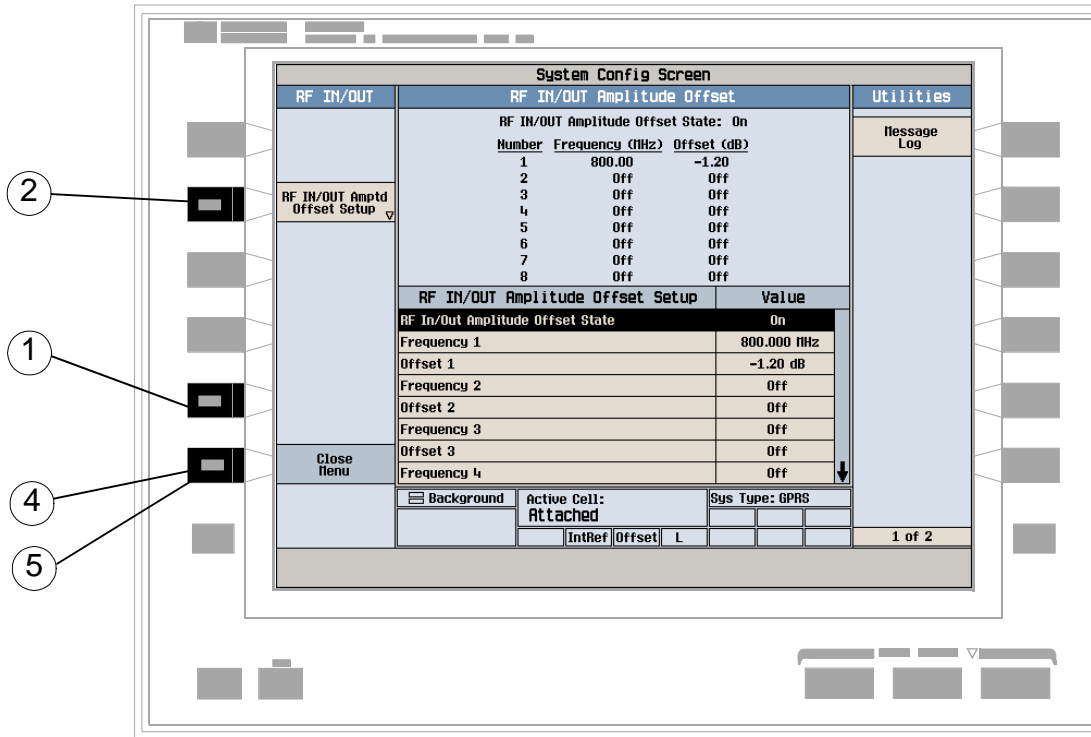 System Config Screen
RF IN/OUT
RF IN/OUT Amplitude Offset
Utilities
RF IN/OUT Amplitude Offset State: On
Number Frequency (MHz) Offset (dB)
1 800.00 -1.20
2 Off Off
3 Off Off
4 Off Off
5 Off Off
6 Off Off
7 Off Off
8 Off Off
Message
Log
2
RF IN/OUT Amptd
Offset Setup
RF IN/OUT Amplitude Offset Setup Value
RF In/Out Amplitude Offset State On
Frequency 1 800.000 MHz
Offset 1 -1.20 dB
Frequency 2 Off
Offset 2 Off
Frequency 3 Off
Offset 3 Off
Frequency 4 Off
1
Close
Menu
4
5
Background
Active Cell:
Attached
Sys Type: GPRS
IntRef Offset L
1 of 2